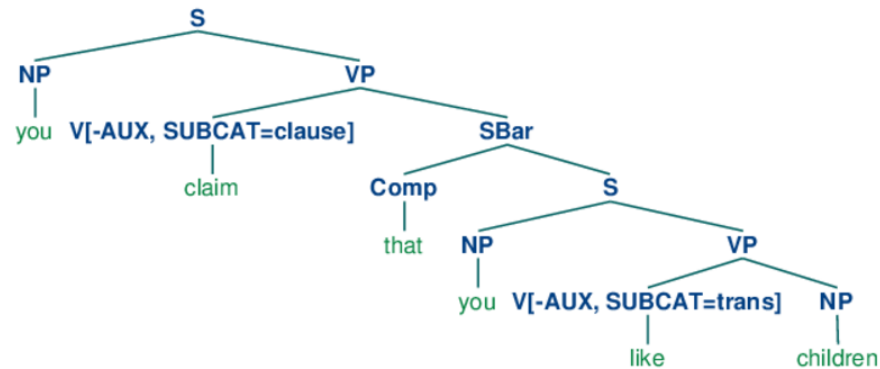 S
NP VP
you V[-AUX, SUBCAT=clause] SBar
claim Comp S
that NP VP
you V[-AUX, SUBCAT=trans] NP
like children